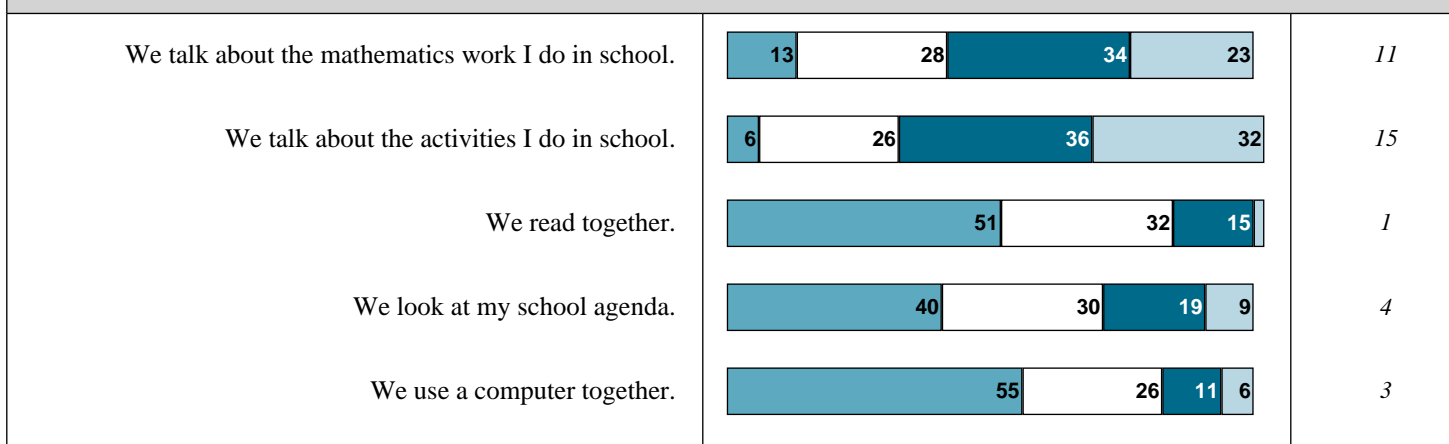 We talk about the mathematics work I do in school. 13 28 34 23 11
We talk about the activities I do in school. 6 26 36 32 15
We read together. 51 32 15 1
We look at my school agenda. 40 30 19 9 4
We use a computer together. 55 26 11 6 3